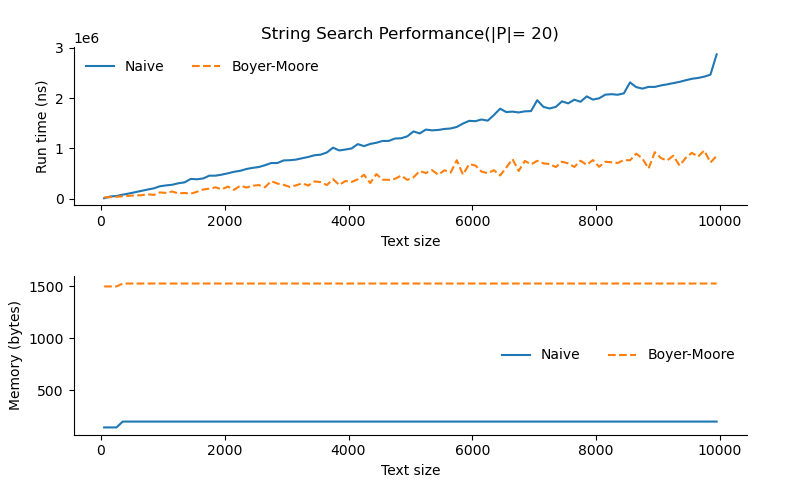 String Search Performance(|P|= 20)
1e6
Naive
Boyer-Moore
3
2
1
0
Run time (ns)
0
2000
4000
6000
8000
10000
Text size
1500
1000
500
Memory (bytes)
Naive
Boyer-Moore
0
2000
4000
6000
8000
10000
Text size